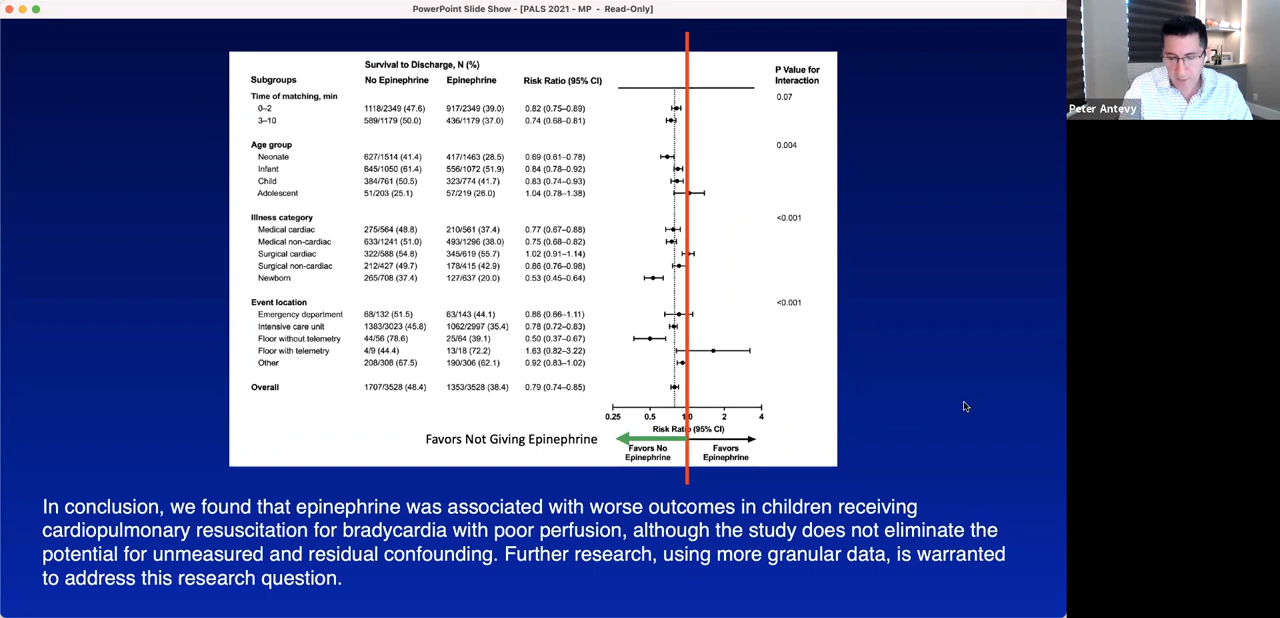 PowerPoint Slide Show - [PALS 2021 - MP - Read-Only]
Peter Antevy
Survival to Discharge, N (%)
P Value for
Subgroups No Epinephrine Epinephrine Risk Ratio (95% CI) Interaction
Time of matching, min 0.07
0–2 1118/2349 (47.6) 917/2349 (39.0) 0.82 (0.75–0.89)
3–10 589/1179 (50.0) 436/1179 (37.0) 0.74 (0.68–0.81)
Age group 0.004
Neonate 627/1514 (41.4) 417/1463 (28.5) 0.69 (0.61–0.78)
Infant 645/1050 (61.4) 556/1072 (51.9) 0.84 (0.78–0.92)
Child 384/761 (50.5) 323/774 (41.7) 0.83 (0.74–0.93)
Adolescent 51/203 (25.1) 57/219 (26.0) 1.04 (0.78–1.38)
Illness category <0.001
Medical cardiac 275/564 (48.8) 210/561 (37.4) 0.77 (0.67–0.88)
Medical non-cardiac 633/1241 (51.0) 493/1296 (38.0) 0.75 (0.68–0.82)
Surgical cardiac 322/588 (54.8) 345/619 (55.7) 1.02 (0.91–1.14)
Surgical non-cardiac 212/427 (49.7) 178/415 (42.9) 0.86 (0.76–0.98)
Newborn 265/708 (37.4) 127/637 (20.0) 0.53 (0.45–0.64)
Event location <0.001
Emergency department 68/132 (51.5) 63/143 (44.1) 0.86 (0.66–1.11)
Intensive care unit 1383/3023 (45.8) 1062/2997 (35.4) 0.78 (0.72–0.83)
Floor without telemetry 44/56 (78.6) 25/64 (39.1) 0.50 (0.37–0.67)
Floor with telemetry 4/9 (44.4) 13/18 (72.2) 1.63 (0.82–3.22)
Other 208/308 (67.5) 190/306 (62.1) 0.92 (0.83–1.02)
Overall 1707/3528 (48.4) 1353/3528 (38.4) 0.79 (0.74–0.85)
0.25 0.5 1.0 2 4
Risk Ratio (95% CI)
Favors Not Giving Epinephrine
Favors No Favors
Epinephrine Epinephrine
In conclusion, we found that epinephrine was associated with worse outcomes in children receiving
cardiopulmonary resuscitation for bradycardia with poor perfusion, although the study does not eliminate the
potential for unmeasured and residual confounding. Further research, using more granular data, is warranted
to address this research question.